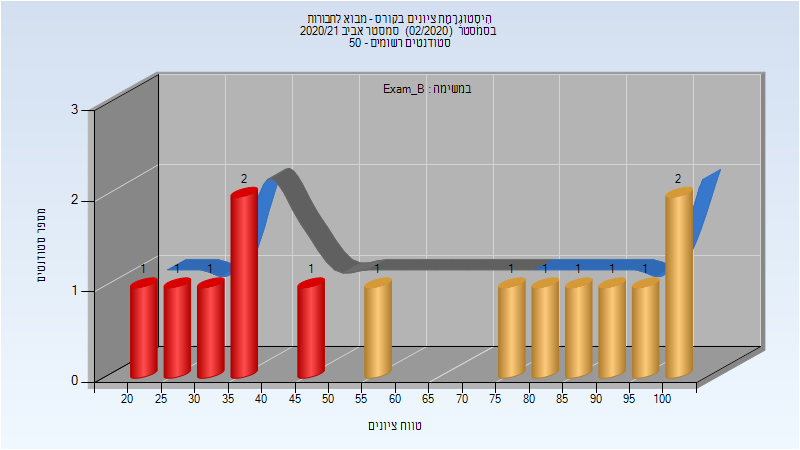 היסטוגרמת ציונים בקורס - מבוא לחבורות
בסמסטר (02/2020) סמסטר אביב 2020/21
סטודנטים רשומים - 50
במשימה : Exam_B
מספר סטודנטים
3
2
1
0
1 1 1 2 1 1 1 1 1 1 1 2
20 25 30 35 40 45 50 55 60 65 70 75 80 85 90 95 100
טווח ציונים